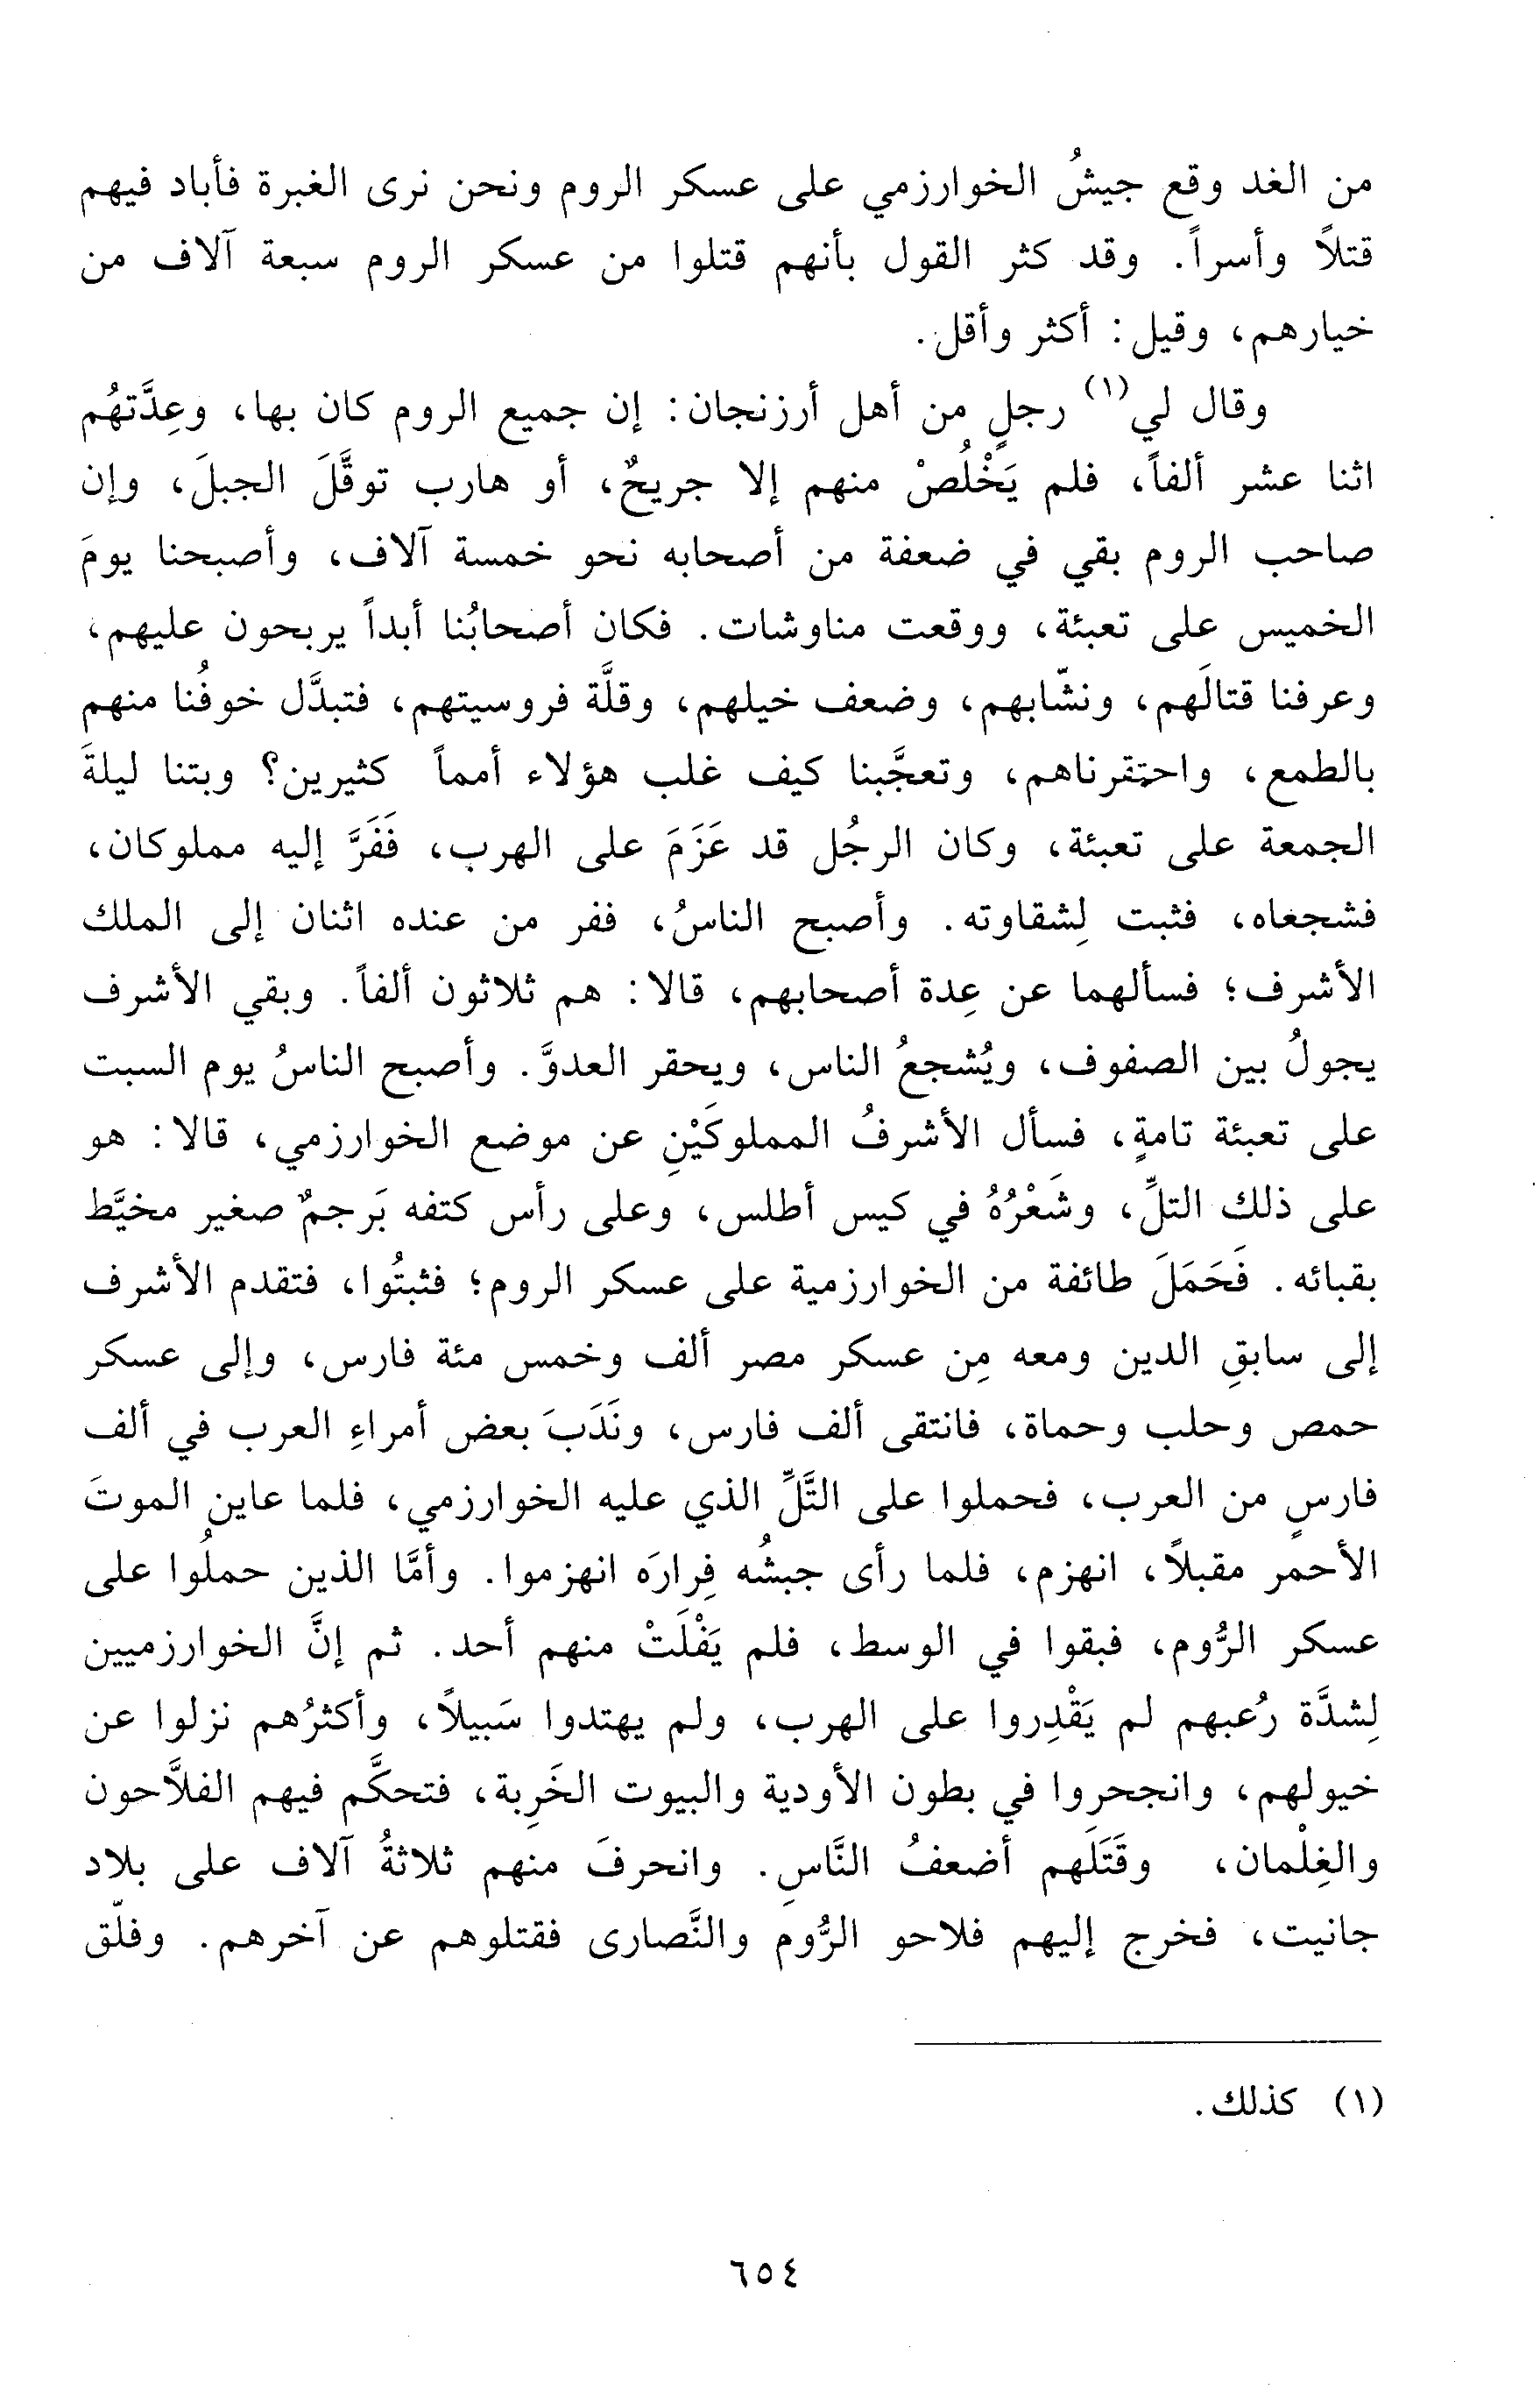 من الغد وقع جيشُ الخوارزمي على عسكر الروم ونحن نرى الغبرة فأباد فيهم
قتلاً وأسراً. وقد كثر القول بأنهم قتلوا من عسكر الروم سبعة آلاف من
خيارهم، وقيل: أكثر وأقل.
وقال لي(١) رجلٍ من أهل أرزنجان: إن جميع الروم كان بها، وعِدَّتهُم
اثنا عشر ألفاً، فلم يَخْلُصْ منهم إلا جريحٌ، أو هارب توقَّلَ الجبلَ، وإن
صاحب الروم بقي في ضعفة من أصحابه نحو خمسة آلاف، وأصبحنا يومَ
الخميس على تعبئة، ووقعت مناوشات. فكان أصحابُنا أبداً يربحون عليهم،
وعرفنا قتالَهم، ونشّابهم، وضعف خيلهم، وقلَّة فروسيتهم، فتبدَّل خوفُنا منهم
بالطمع، واحتقرناهم، وتعجَّبنا كيف غلب هؤلاء أمماً كثيرين؟ وبتنا ليلةَ
الجمعة على تعبئة، وكان الرجُل قد عَزَمَ على الهرب، فَفَرَّ إليه مملوكان،
فشجعاه، فثبت لِشقاوته. وأصبح الناسُ، ففر من عنده اثنان إلى الملك
الأشرف؛ فسألهما عن عِدة أصحابهم، قالا: هم ثلاثون ألفاً. وبقي الأشرف
يجولُ بين الصفوف، ويُشجعُ الناس، ويحقر العدوَّ. وأصبح الناسُ يوم السبت
على تعبئة تامةٍ، فسأل الأشرفُ المملوكَيْنِ عن موضع الخوارزمي، قالا: هو
على ذلك التلِّ، وشَعْرُهُ في كيس أطلس، وعلى رأس كتفه بَرجمٌ صغير مخيَّط
بقبائه. فَحَمَلَ طائفة من الخوارزمية على عسكر الروم؛ فثبتُوا، فتقدم الأشرف
إلى سابقِ الدين ومعه مِن عسكر مصر ألف وخمس مئة فارس، وإلى عسكر
حمص وحلب وحماة، فانتقى ألف فارس، ونَدَبَ بعض أمراءِ العرب في ألف
فارسٍ من العرب، فحملوا على التَّلِّ الذي عليه الخوارزمي، فلما عاين الموتَ
الأحمر مقبلاً، انهزم، فلما رأى جيشُه فِرارَه انهزموا. وأمَّا الذين حملُوا على
عسكر الرُّوم، فبقوا في الوسط، فلم يَفْلَتْ منهم أحد. ثم إنَّ الخوارزميين
لِشدَّة رُعبهم لم يَقْدِروا على الهرب، ولم يهتدوا سَبيلاً، وأكثرُهم نزلوا عن
خيولهم، وانجحرِوا في بطون الأودية والبيوت الخَرِبة، فتحكَّم فيهم الفلاَّحون
والغِلْمان، وقَتَلَهم أضعفُ النَّاسِ. وانحرفَ منهم ثلاثةُ آلاف على بلاد
جانيت، فخرج إليهم فلاحو الرُّوم والنَّصارى فقتلوهم عن آخرهم. وفلّق
(١) كذلك.
٦٥٤